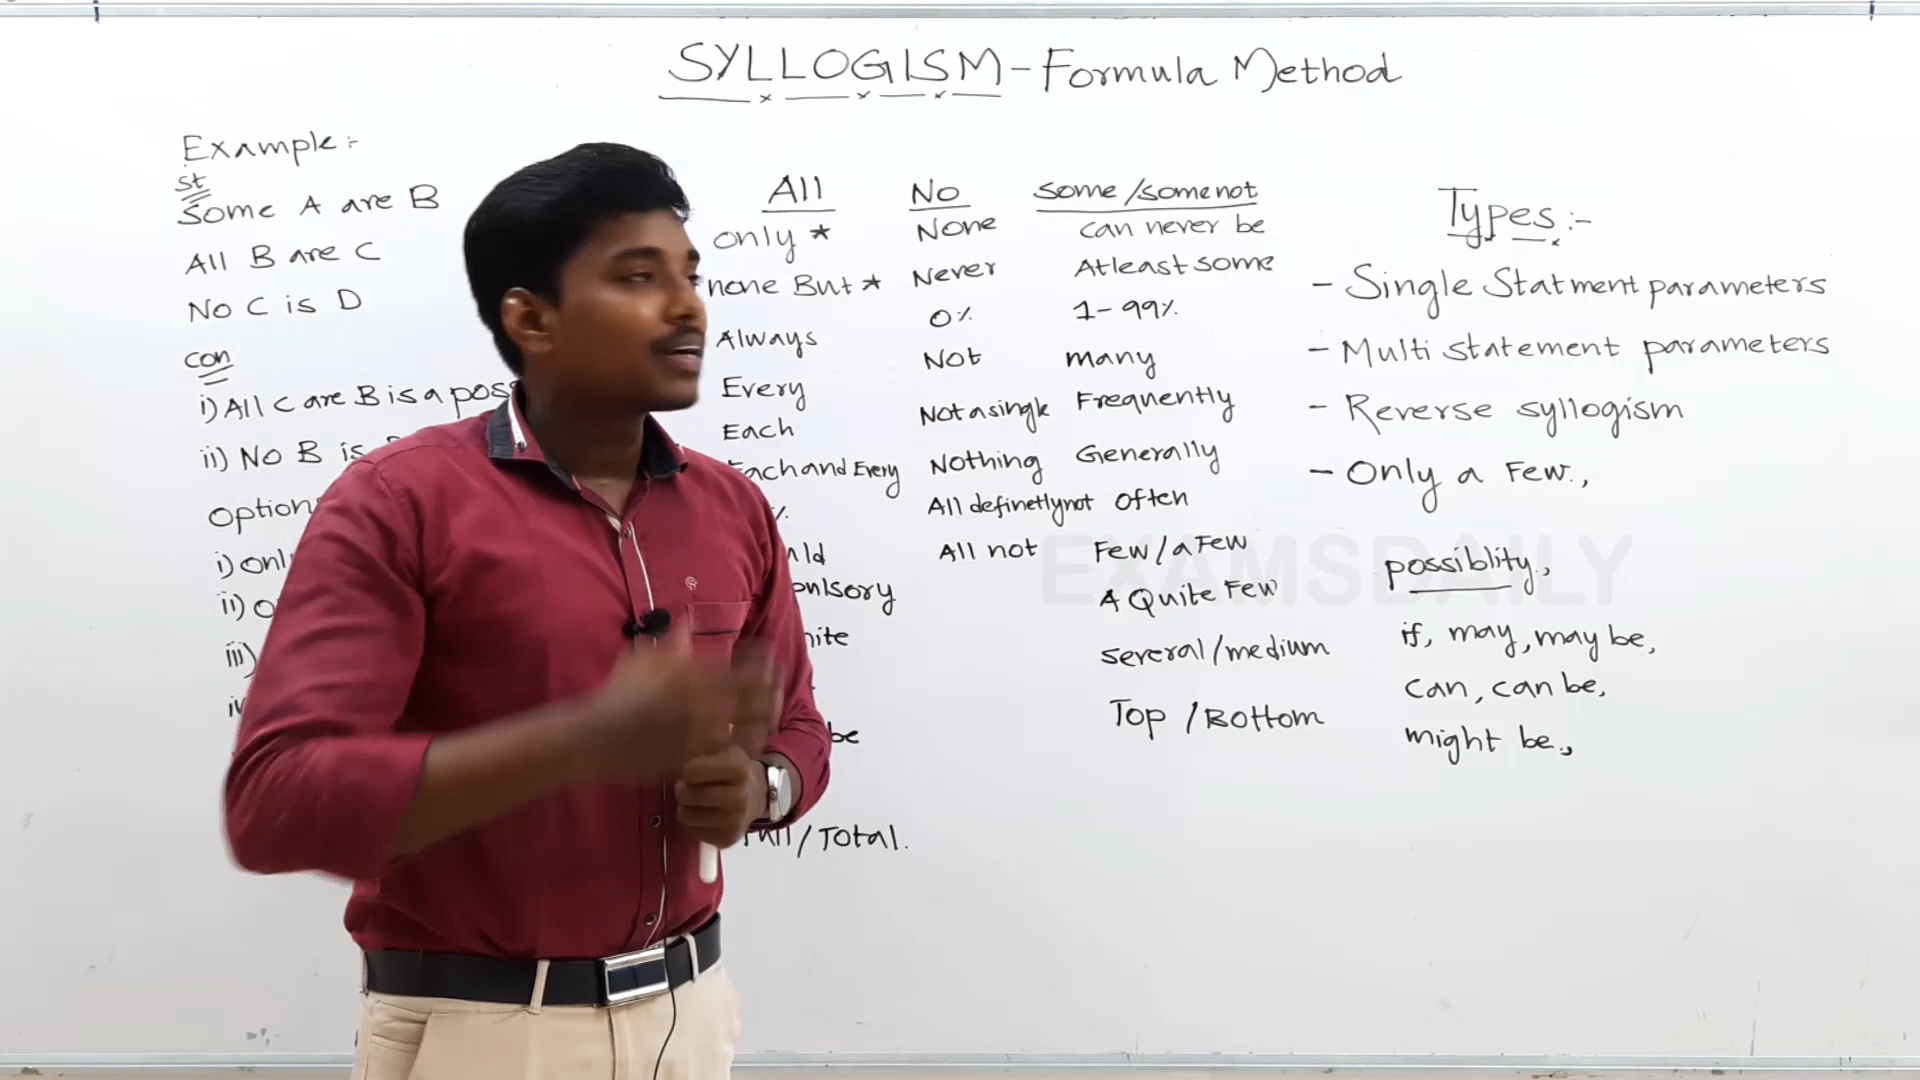 SYLLOGISM - Formula Method
Example:-
st
Some A are B
All B are C
No C is D
con
i) All C are B is a poss
ii) No B is
option
i) onl
ii) o
iii)
iv
All
only *
none But *
Always
Every
Each
Each and Every
%
uld
pulsory
nite
be
Full / Total.
No
None
Never
0%
Not
Not a single
Nothing
All definetly not
All not
some / some not
can never be
Atleast some
1-99%
many
Frequently
Generally
often
Few / a Few
A Quite Few
several / medium
Top / Bottom
Types:-
- Single Statment parameters
- Multi statement parameters
- Reverse syllogism
- Only a Few.,
possiblity.,
if, may, may be,
can, can be,
might be.,
EXAMSDAILY